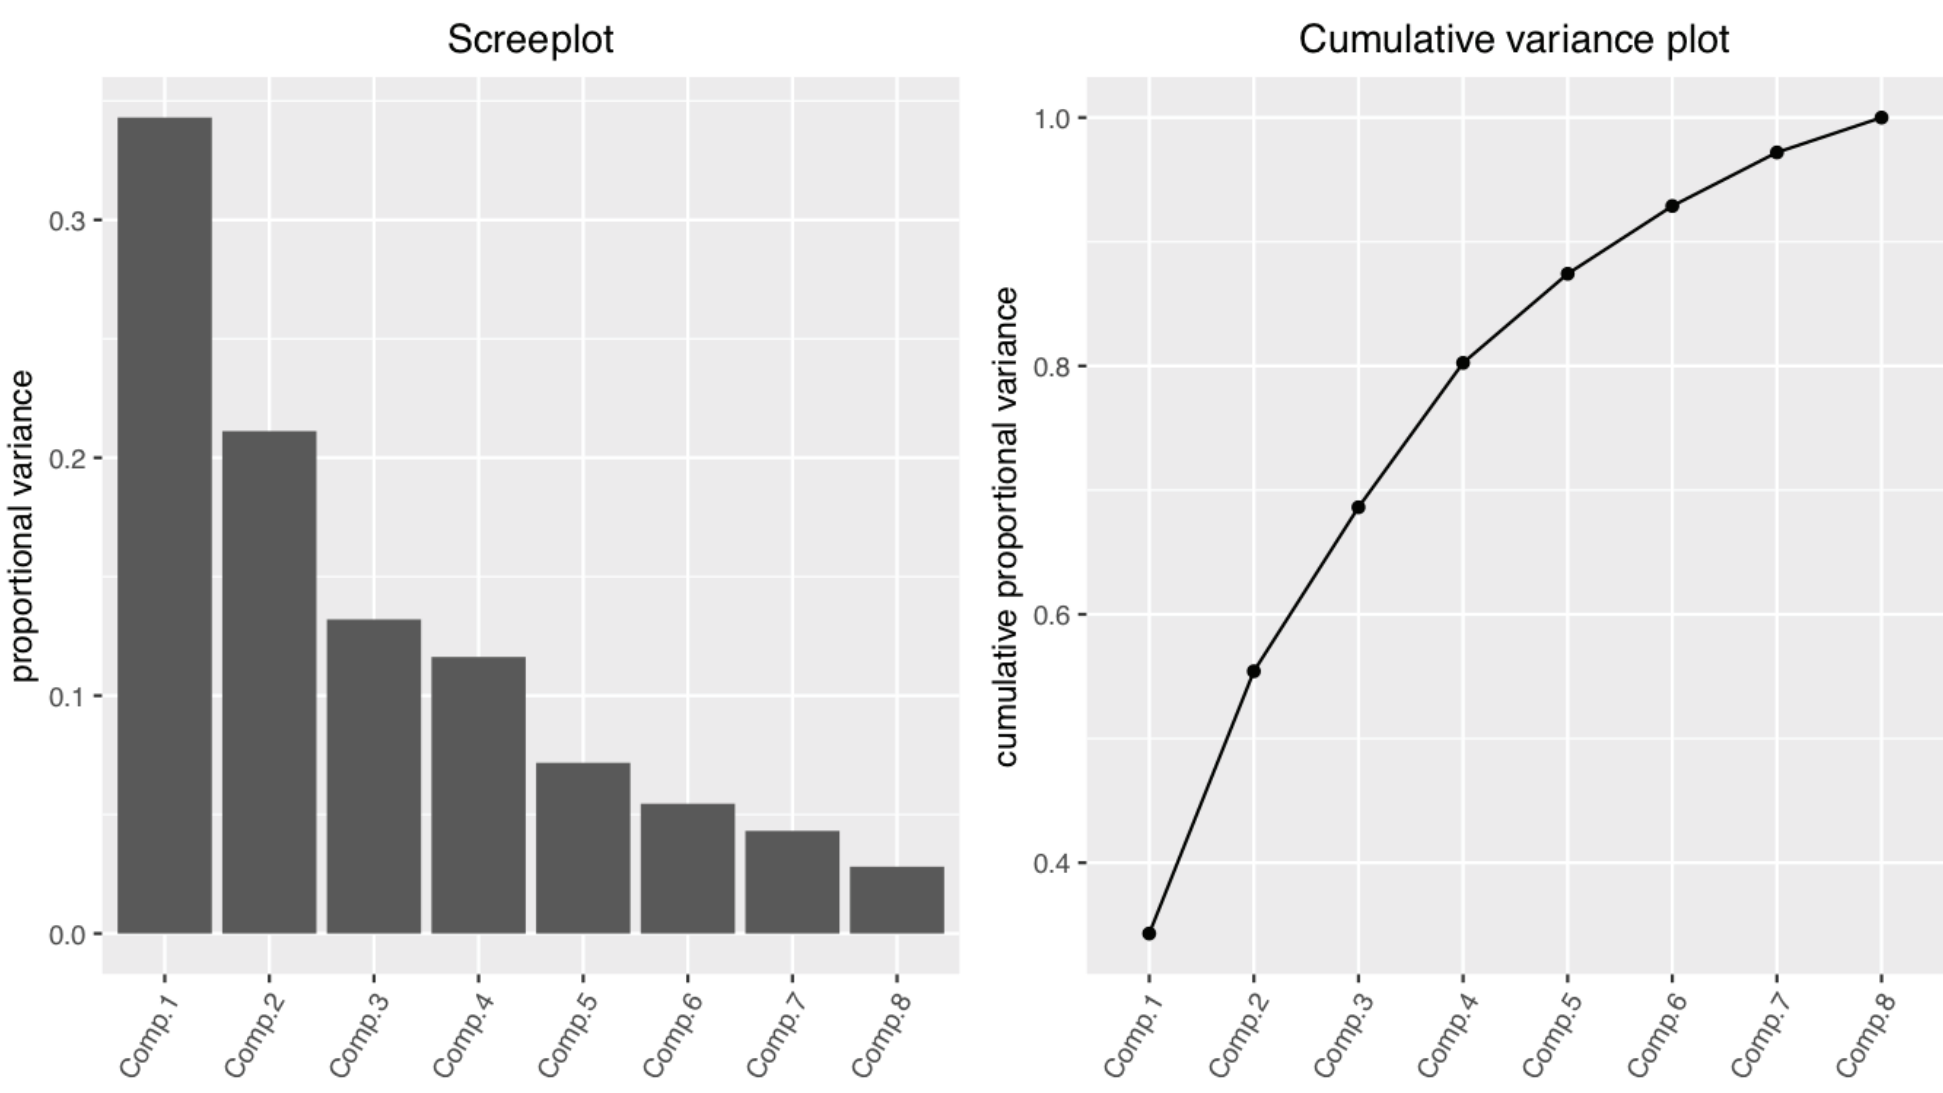 Screeplot
proportional variance
0.3
0.2
0.1
0.0
Comp.1
Comp.2
Comp.3
Comp.4
Comp.5
Comp.6
Comp.7
Comp.8
Cumulative variance plot
cumulative proportional variance
1.0
0.8
0.6
0.4
Comp.1
Comp.2
Comp.3
Comp.4
Comp.5
Comp.6
Comp.7
Comp.8